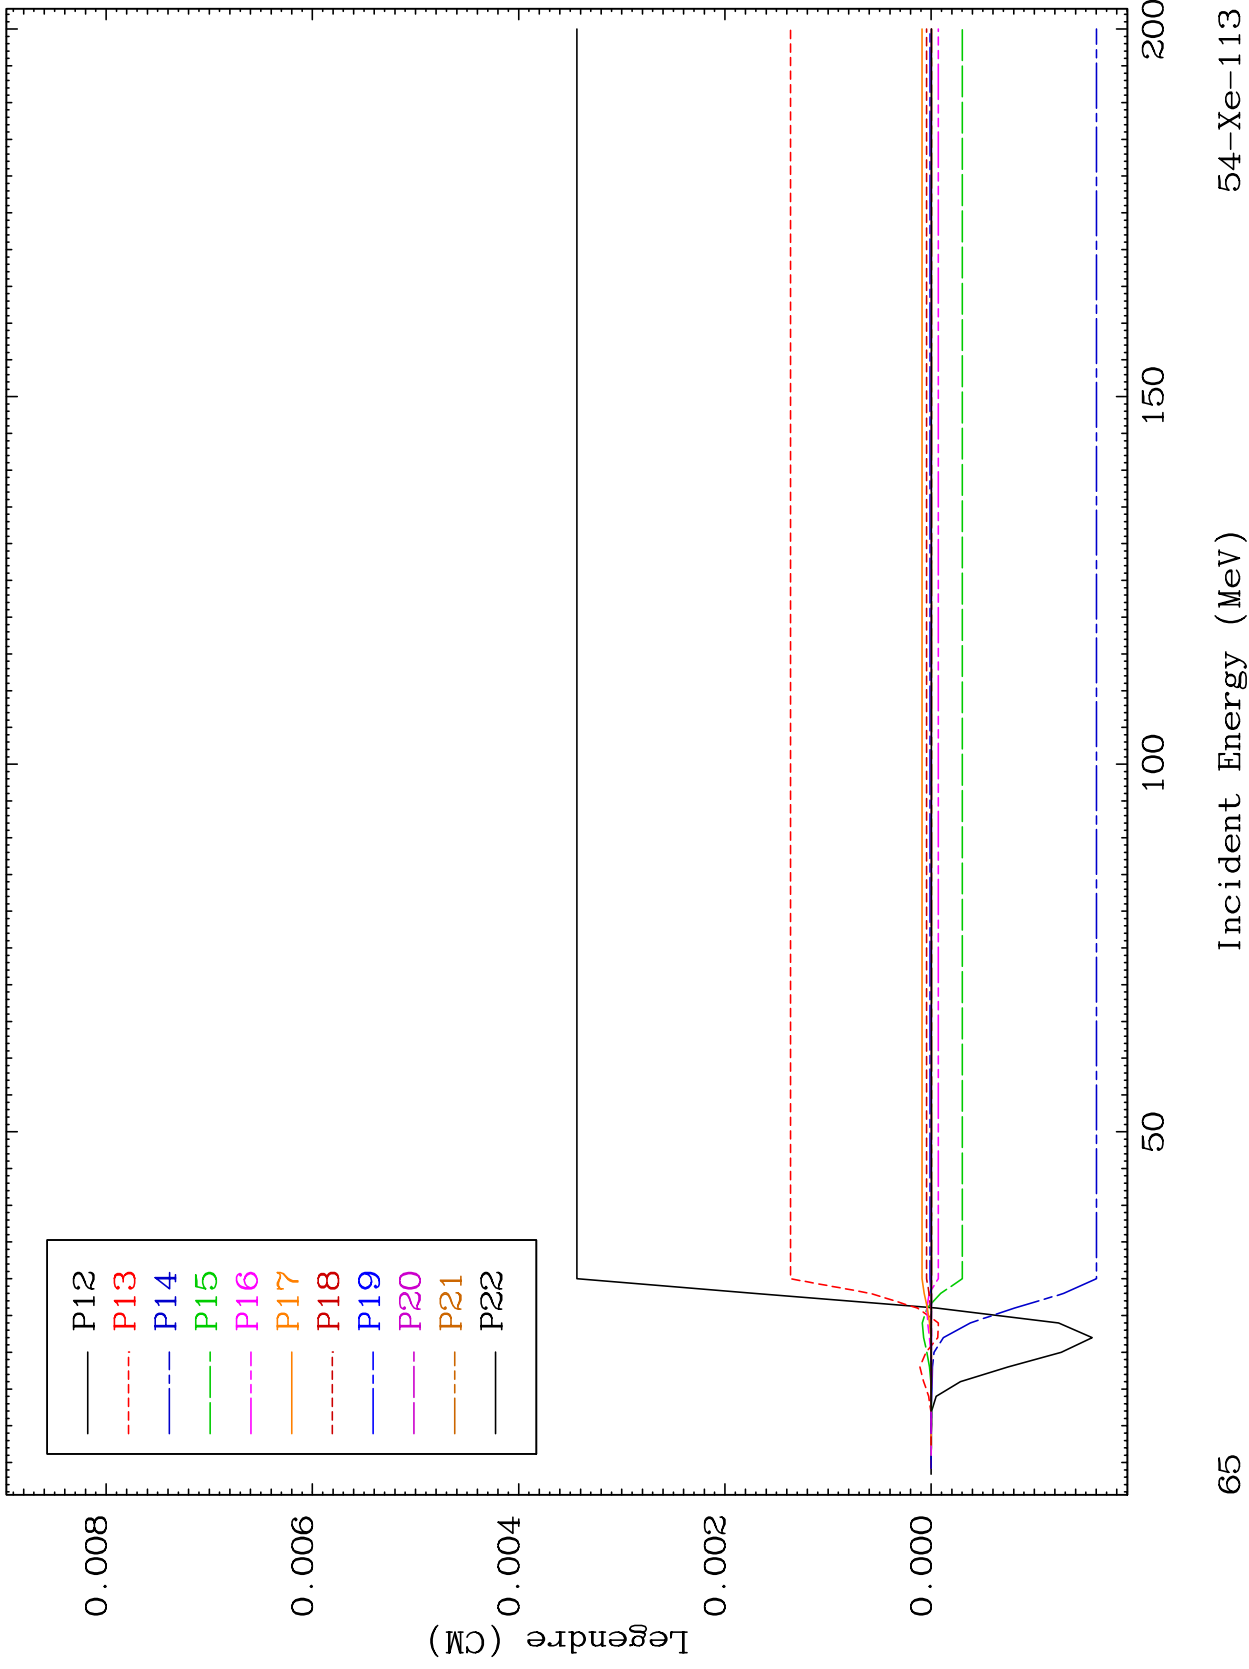 Legendre (CM)
0.008
0.006
0.004
0.002
0.000
P12
P13
P14
P15
P16
P17
P18
P19
P20
P21
P22
50
100
150
200
65
Incident Energy (MeV)
54-Xe-113